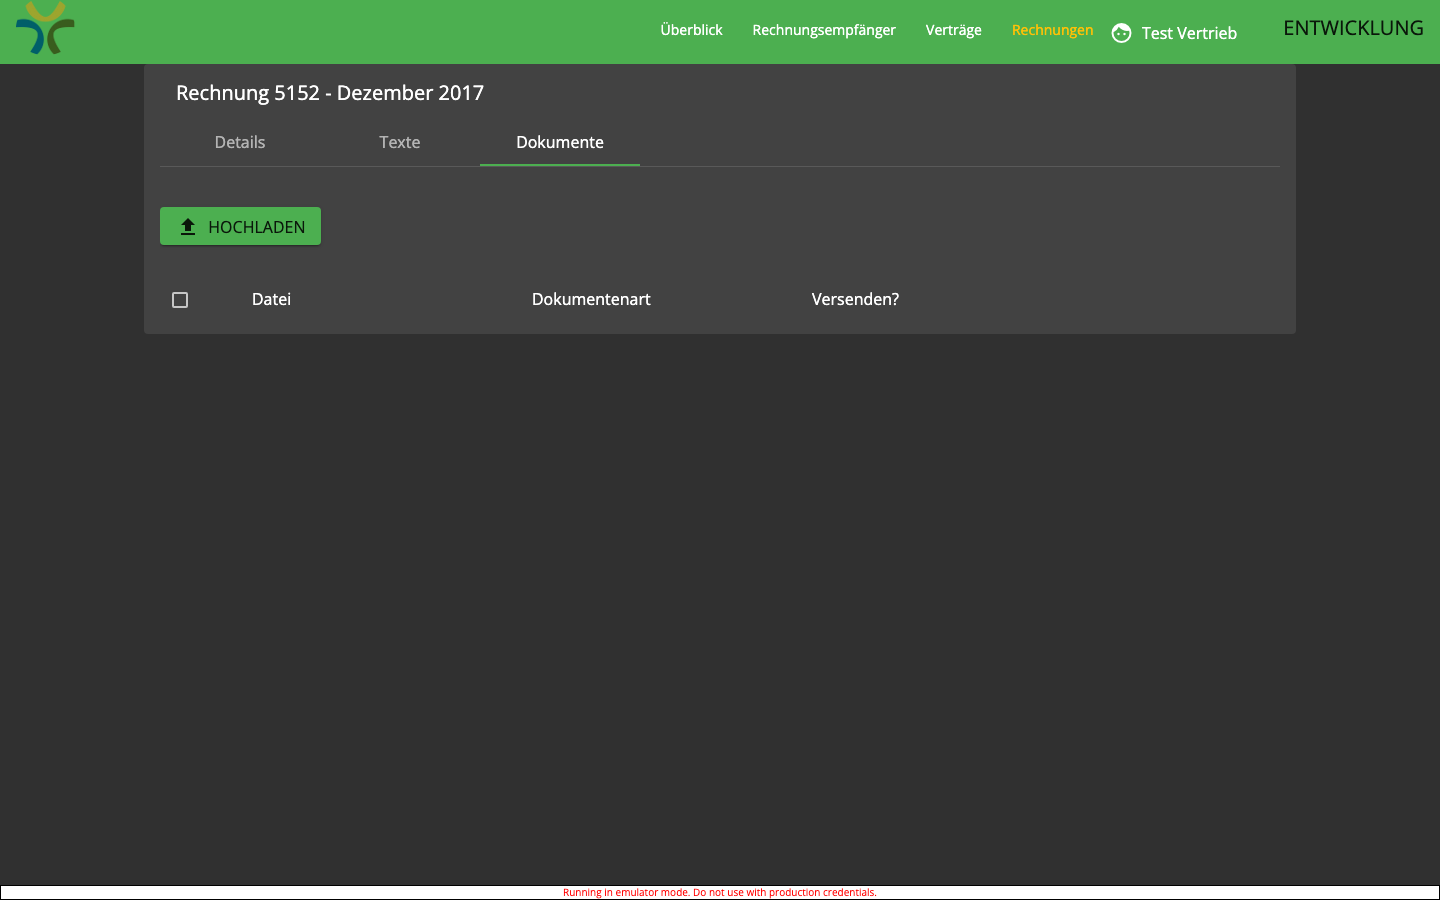 Überblick Rechnungsempfänger Verträge Rechnungen Test Vertrieb ENTWICKLUNG
Rechnung 5152 - Dezember 2017
Details Texte Dokumente
HOCHLADEN
Datei Dokumentenart Versenden?
Running in emulator mode. Do not use with production credentials.